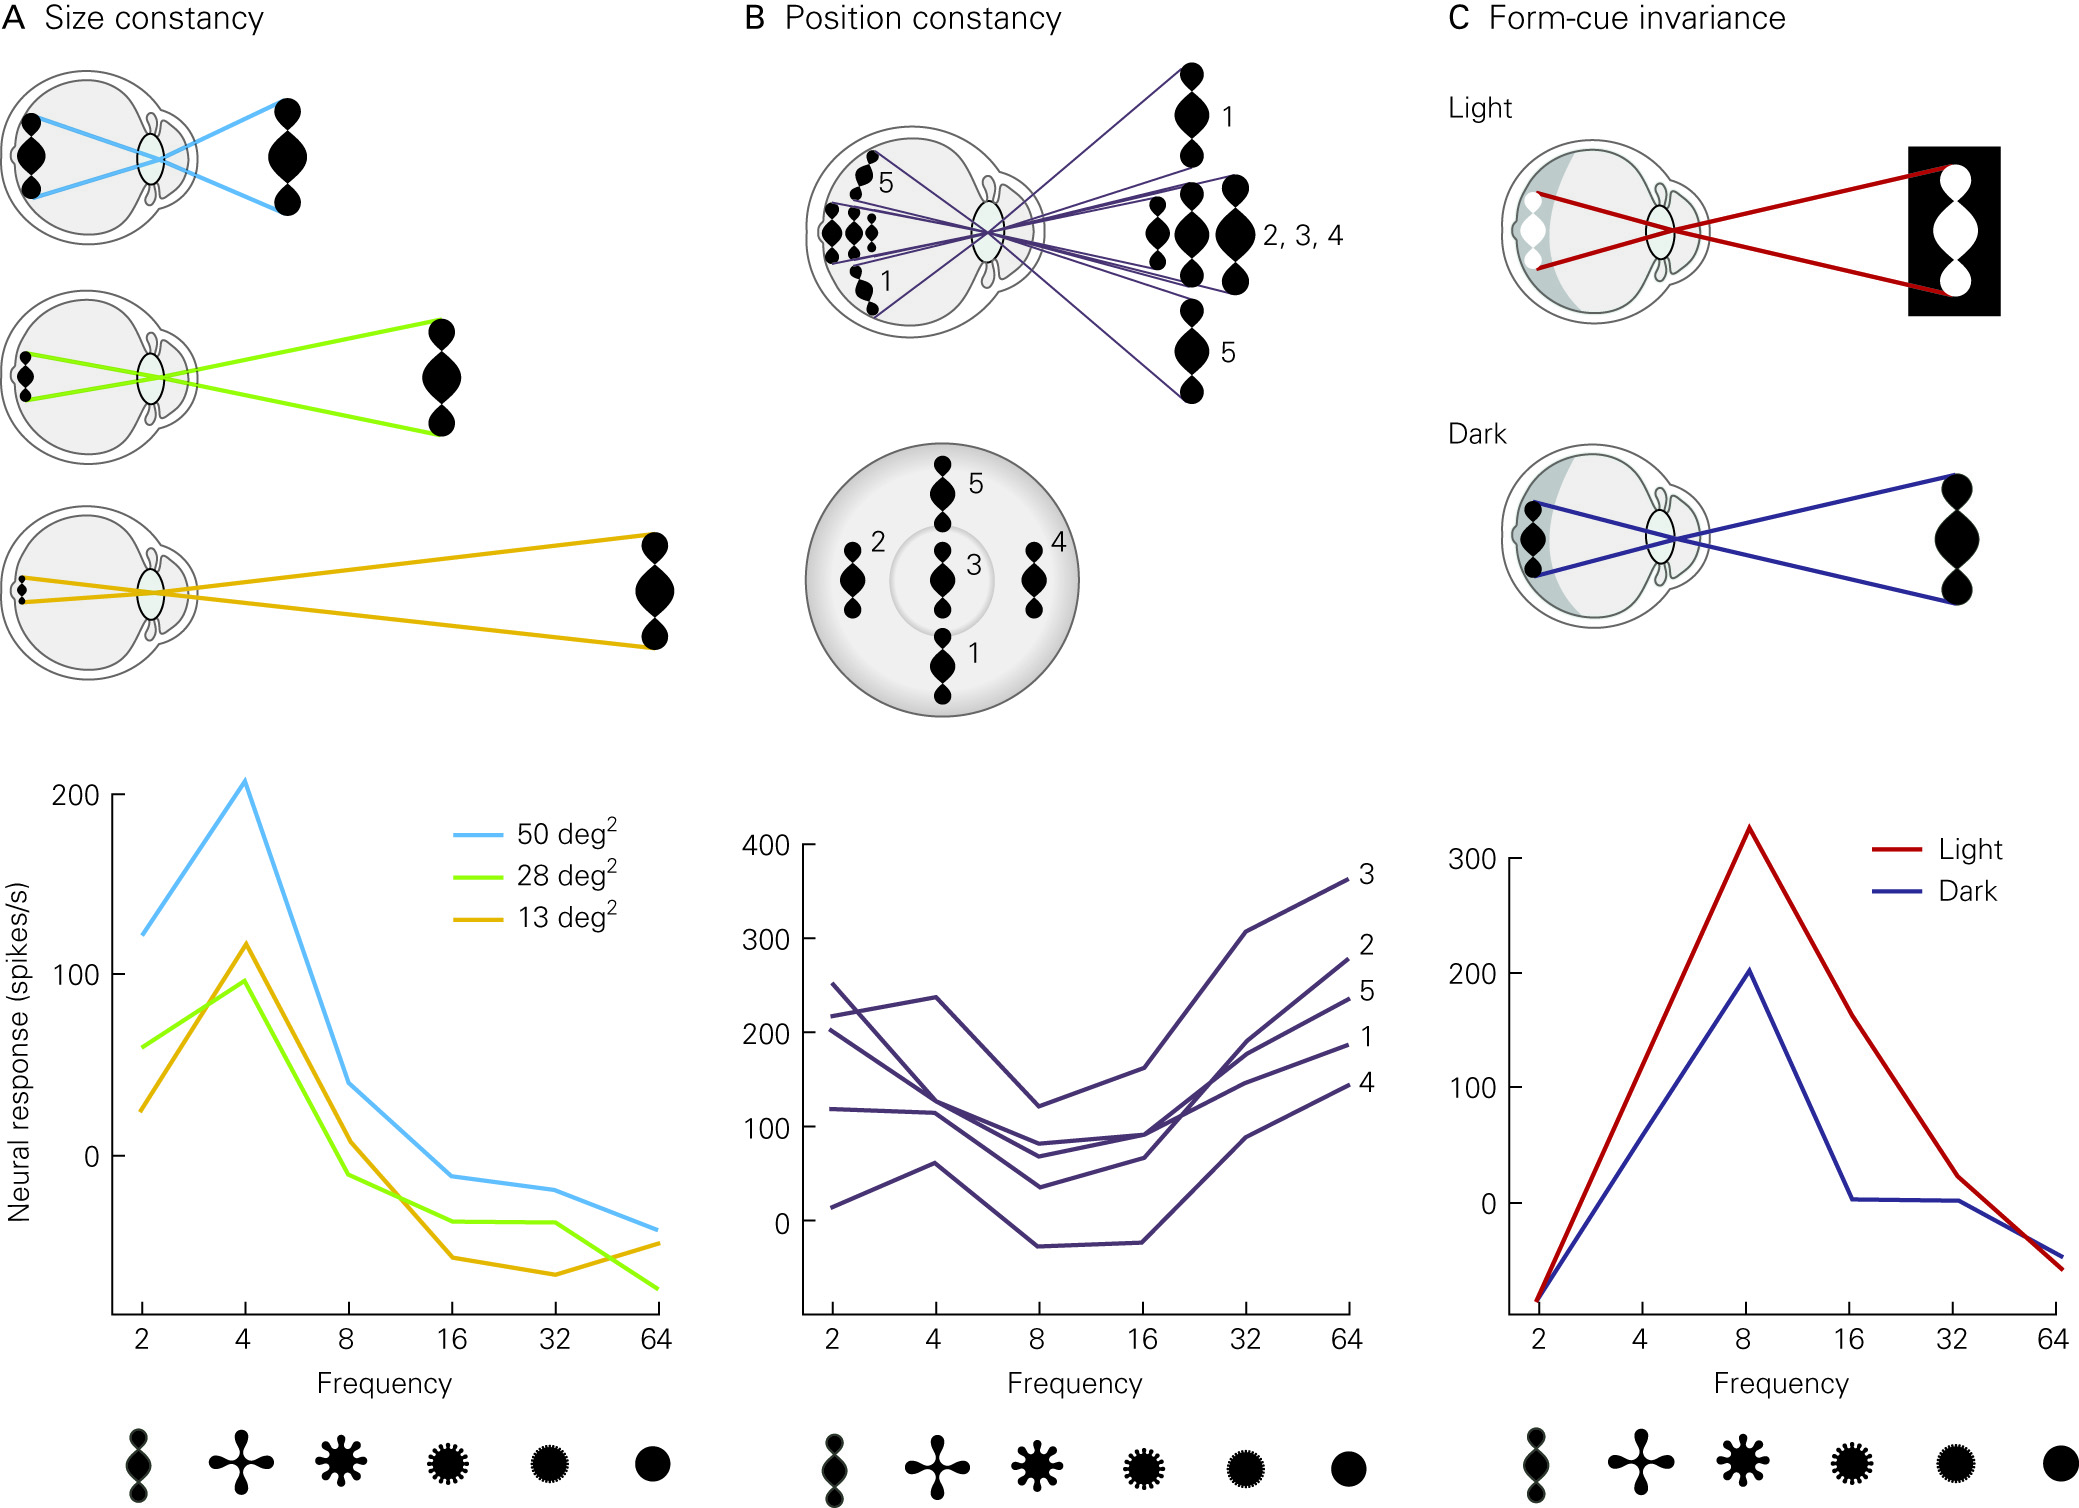 A Size constancy
B Position constancy
1
5
2, 3, 4
1
5
5
2
4
3
1
C Form-cue invariance
Light
Dark
Neural response (spikes/s)
200
100
0
50 deg²
28 deg²
13 deg²
2 4 8 16 32 64
Frequency
400
300
200
100
0
3
2
5
1
4
2 4 8 16 32 64
Frequency
300
200
100
0
Light
Dark
2 4 8 16 32 64
Frequency